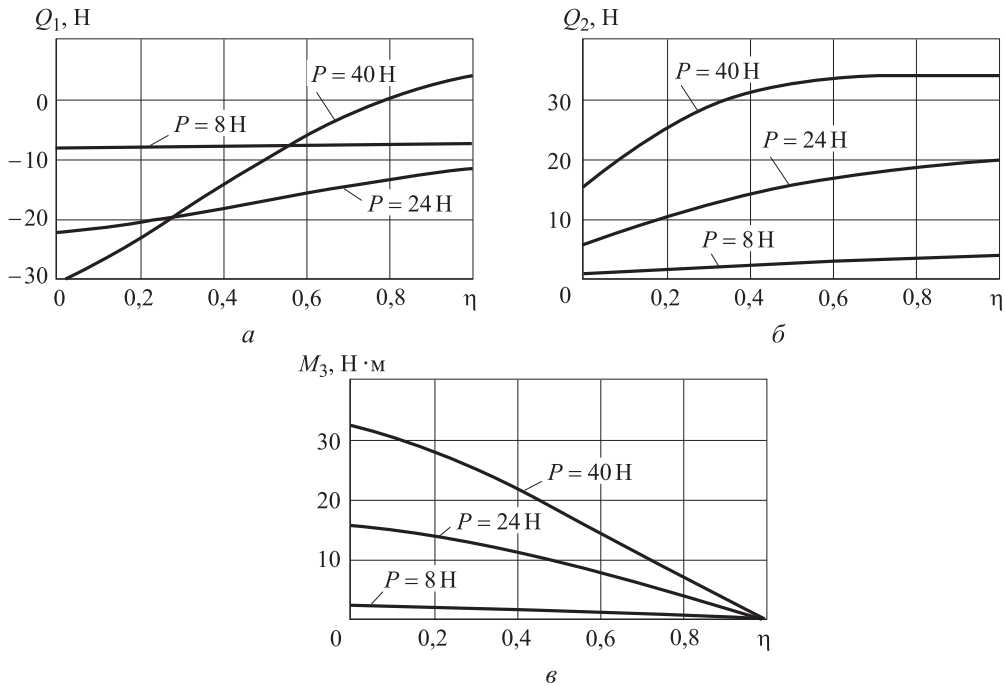 Q₁, Н
0
−10
−20
−30
P = 40 Н
P = 8 Н
P = 24 Н
0 0,2 0,4 0,6 0,8 η
а
Q₂, Н
30
20
10
P = 40 Н
P = 24 Н
P = 8 Н
0 0,2 0,4 0,6 0,8 η
б
M₃, Н · м
30
20
10
P = 40 Н
P = 24 Н
P = 8 Н
0 0,2 0,4 0,6 0,8 η
в